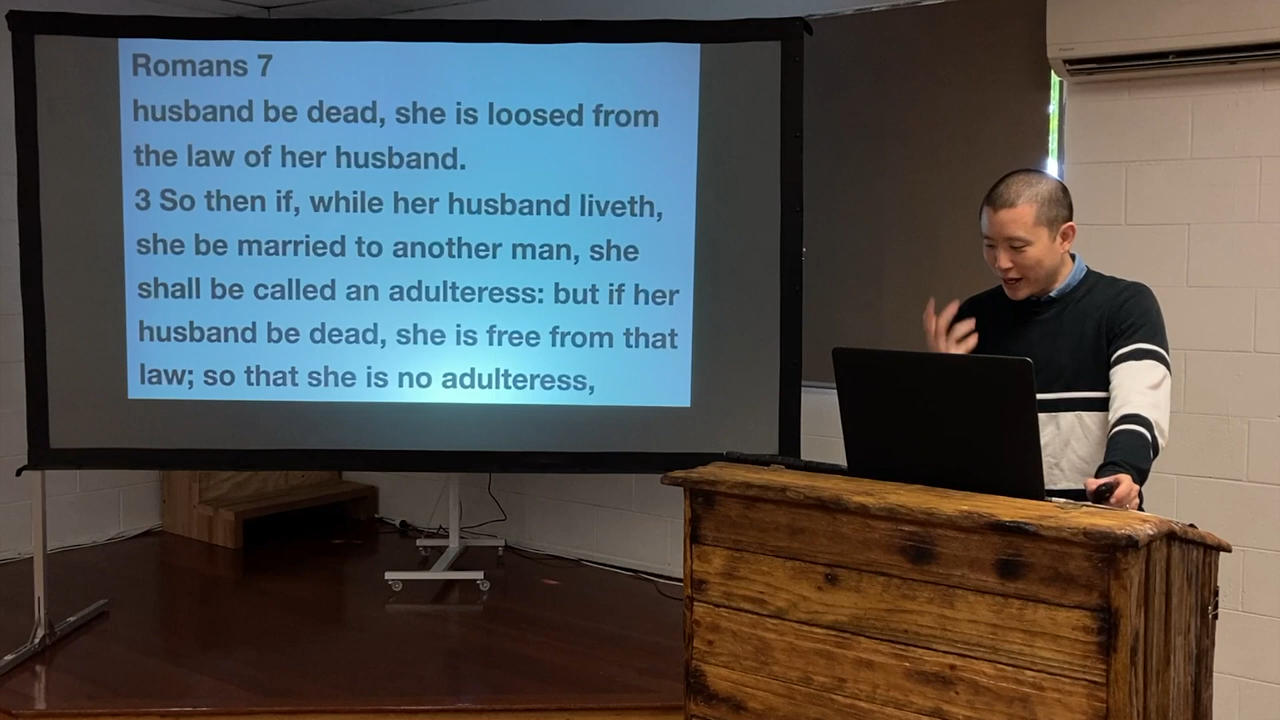 Romans 7
husband be dead, she is loosed from
the law of her husband.
3 So then if, while her husband liveth,
she be married to another man, she
shall be called an adulteress: but if her
husband be dead, she is free from that
law; so that she is no adulteress,